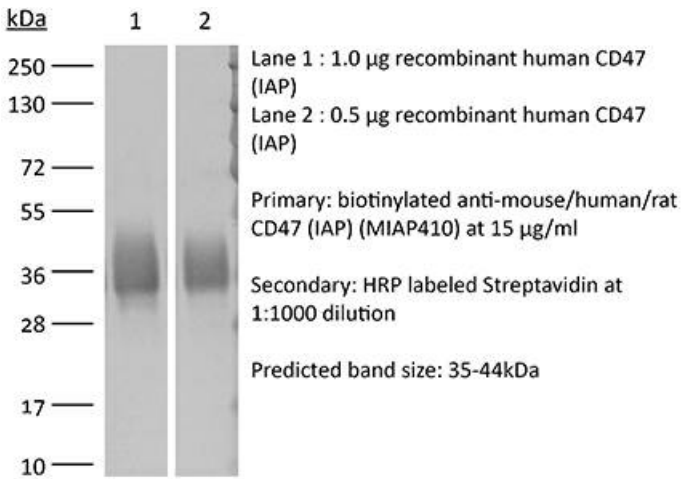 kDa
1 2
250
130
72
55
36
28
17
10
Lane 1 : 1.0 µg recombinant human CD47
(IAP)
Lane 2 : 0.5 µg recombinant human CD47
(IAP)
Primary: biotinylated anti-mouse/human/rat
CD47 (IAP) (MIAP410) at 15 µg/ml
Secondary: HRP labeled Streptavidin at
1:1000 dilution
Predicted band size: 35-44kDa